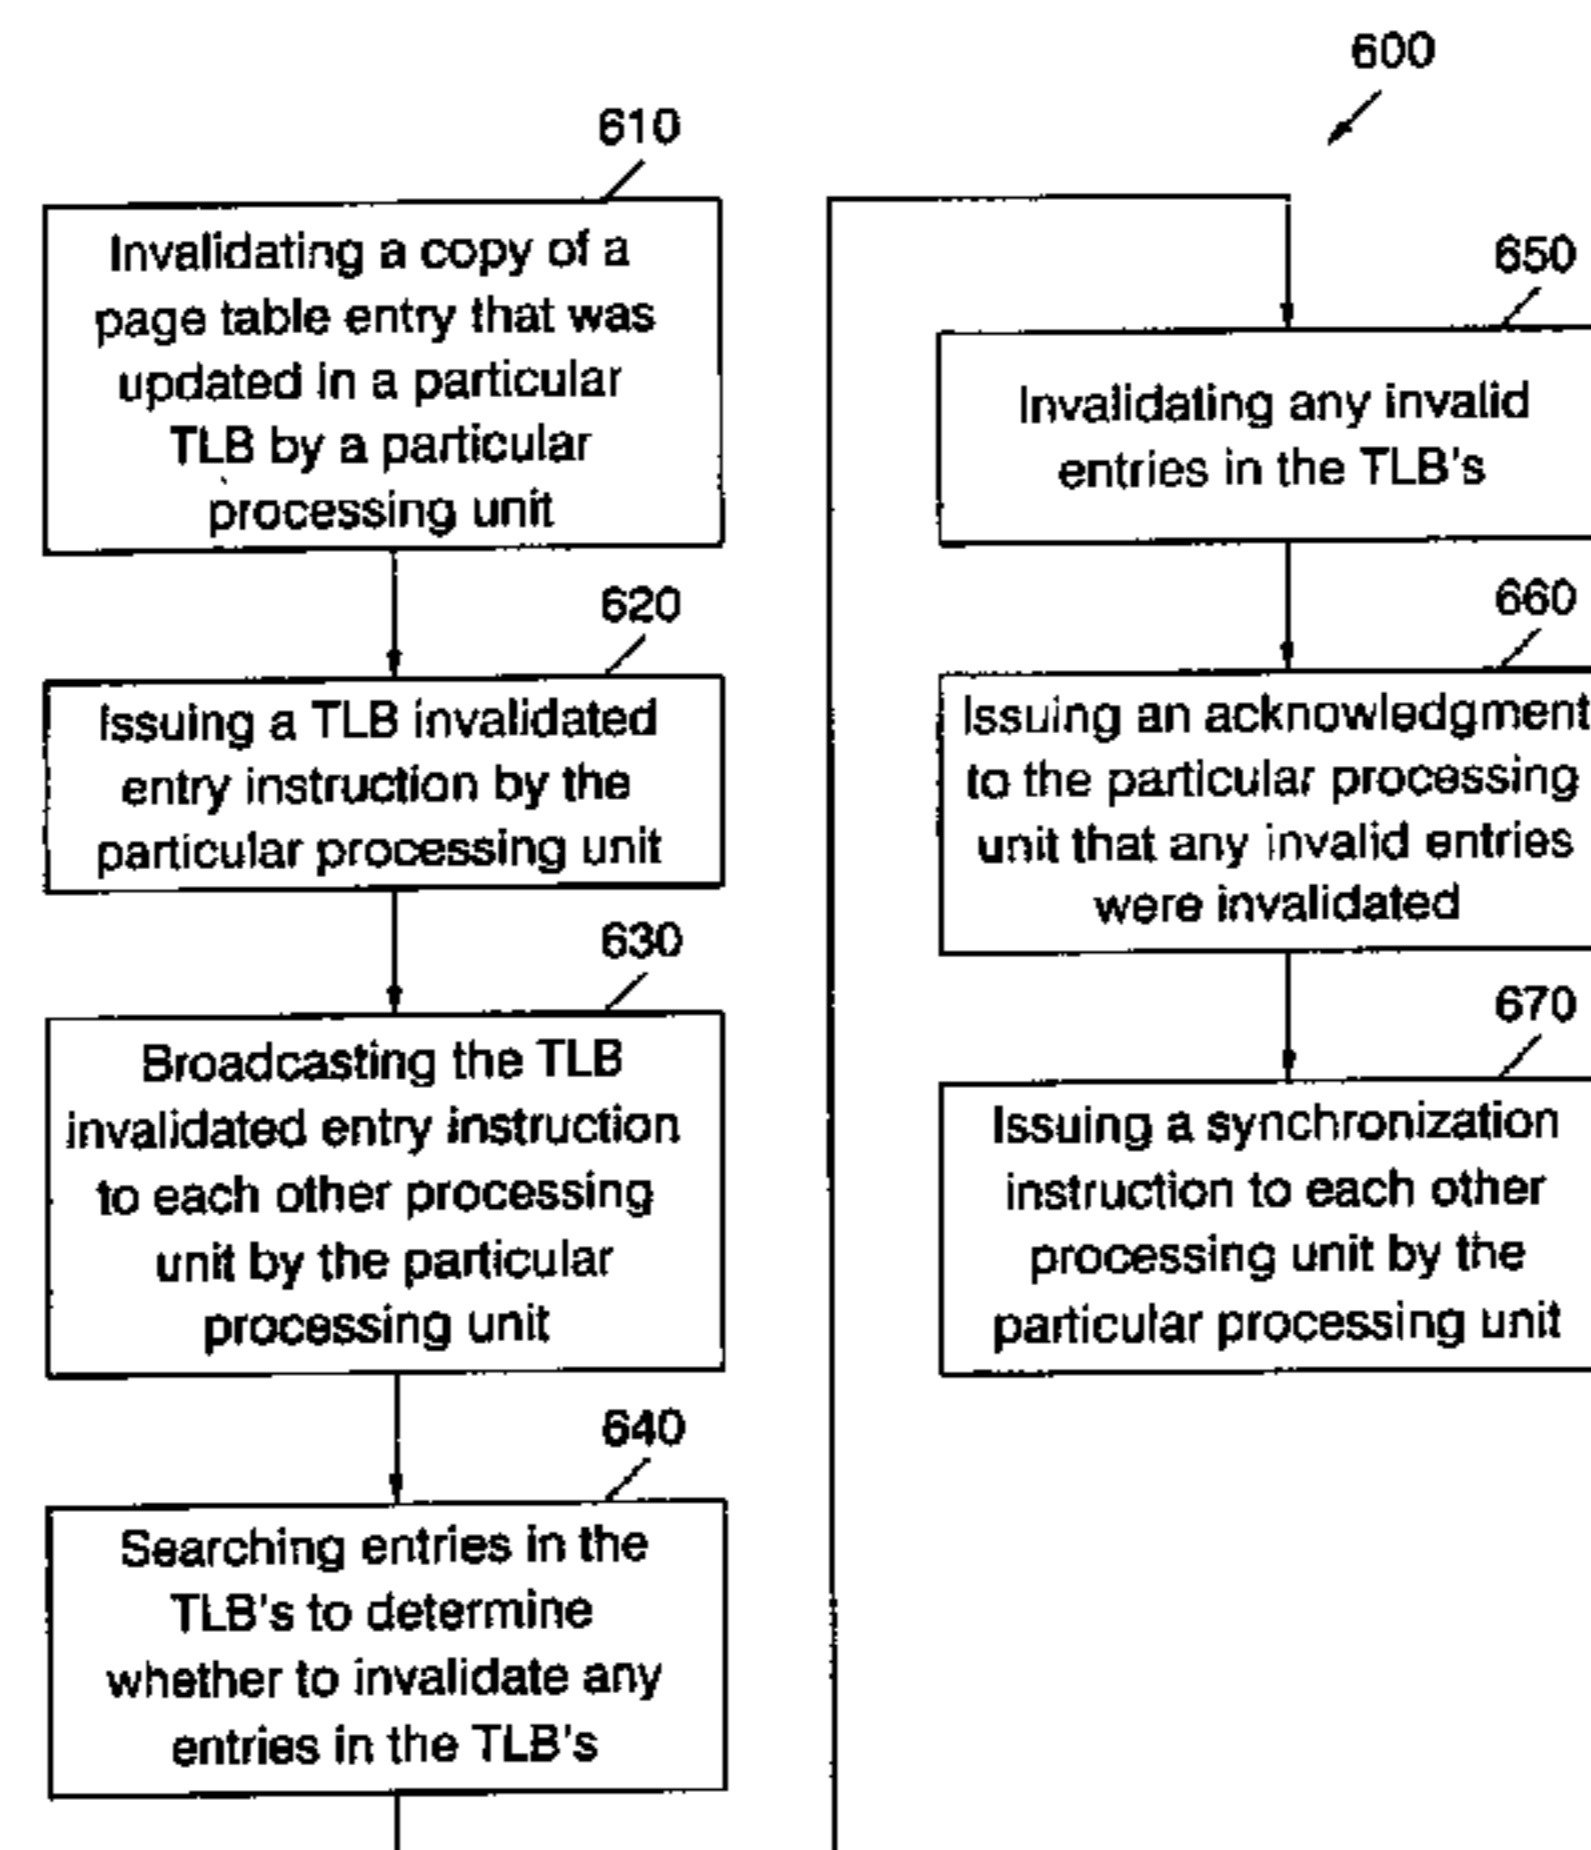 600
610
Invalidating a copy of a
page table entry that was
updated in a particular
TLB by a particular
processing unit
620
Issuing a TLB invalidated
entry instruction by the
particular processing unit
630
Broadcasting the TLB
invalidated entry instruction
to each other processing
unit by the particular
processing unit
640
Searching entries in the
TLB's to determine
whether to invalidate any
entries in the TLB's
650
Invalidating any invalid
entries in the TLB's
660
Issuing an acknowledgment
to the particular processing
unit that any invalid entries
were invalidated
670
Issuing a synchronization
instruction to each other
processing unit by the
particular processing unit